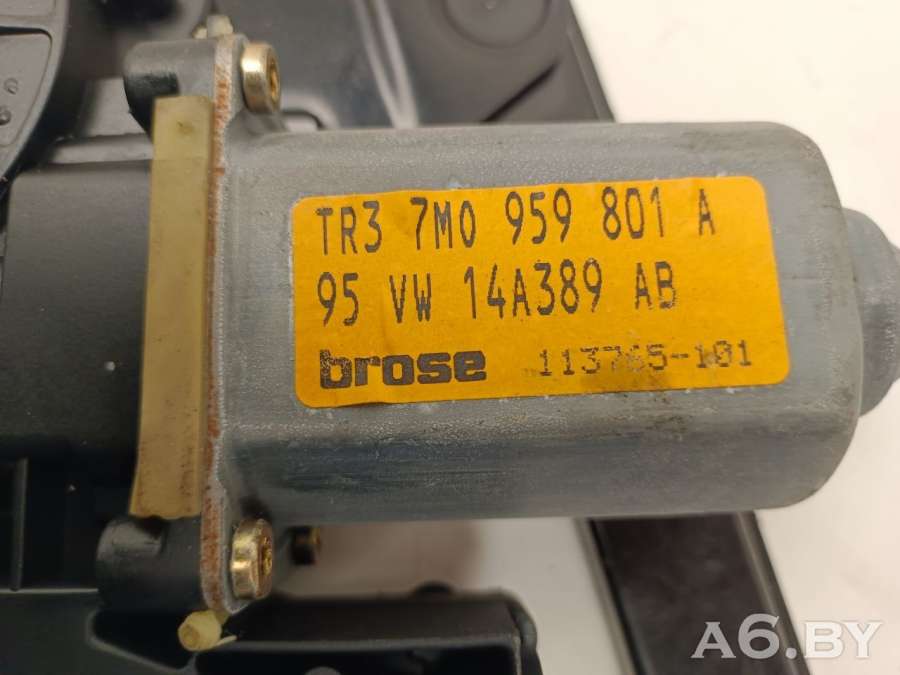 TR3 7M0 959 801 A
95 VW 14A389 AB
brose 113765-101
A6.BY